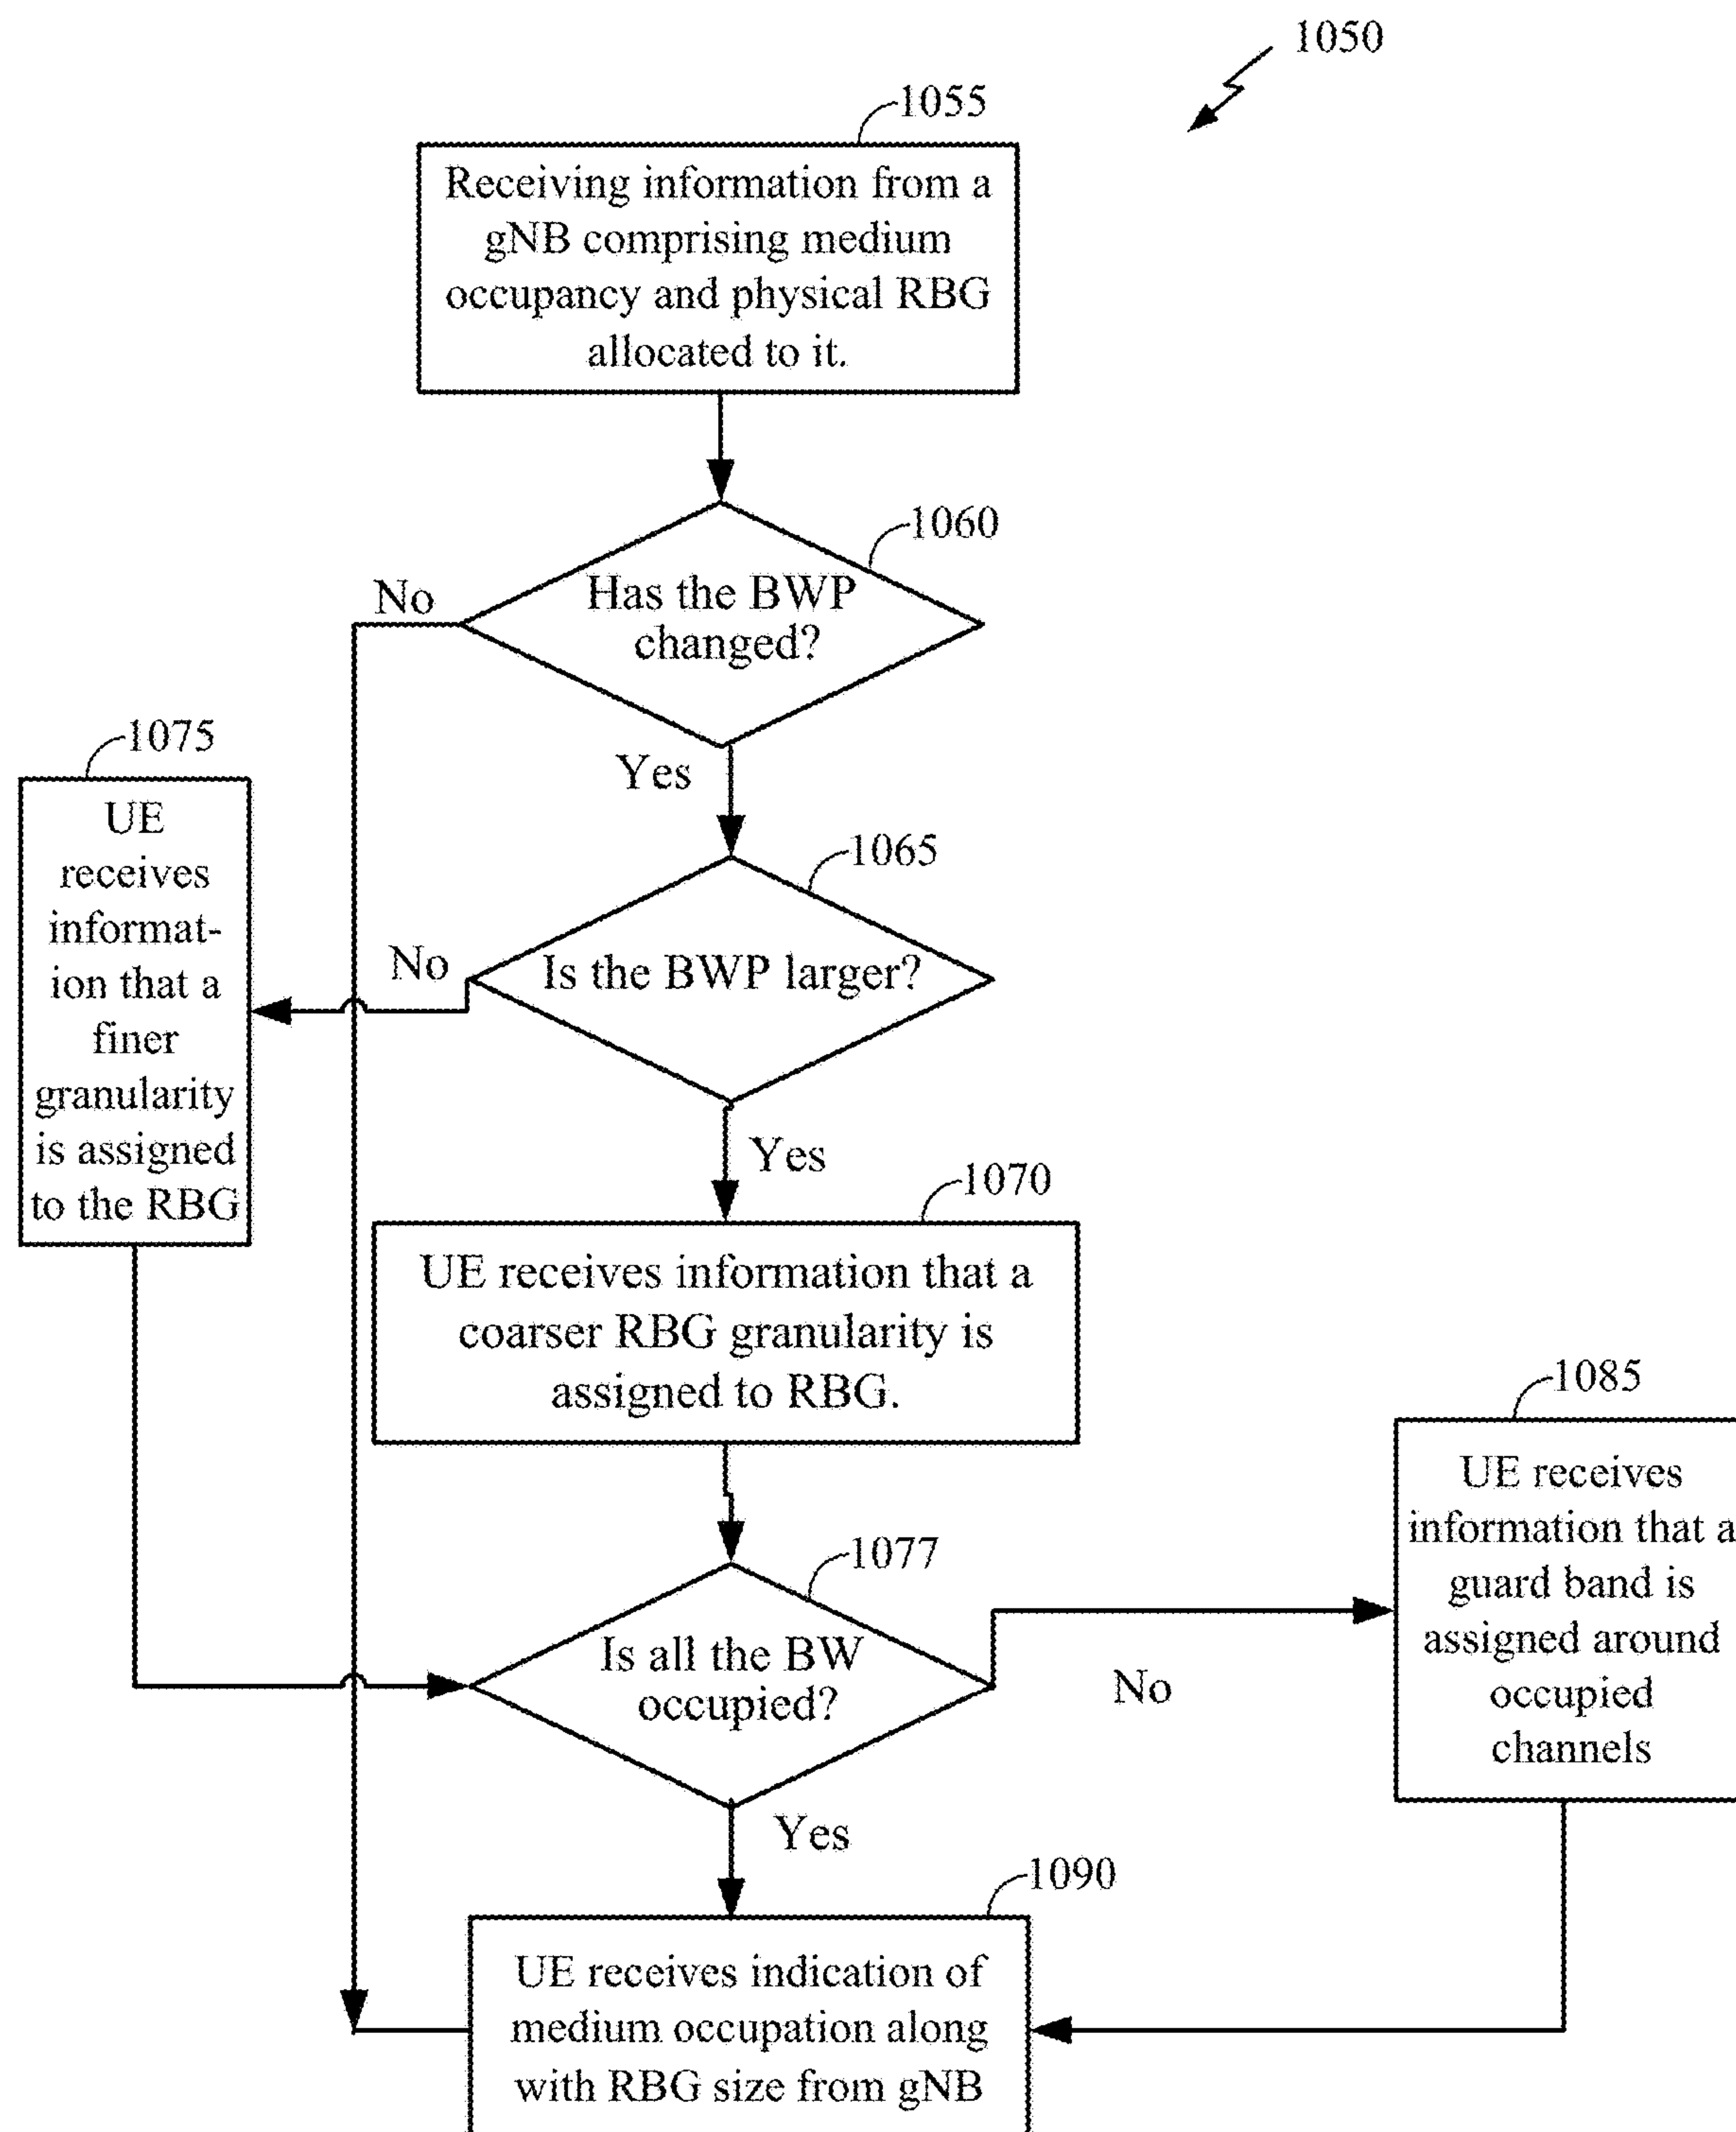 1050
1055
Receiving information from a
gNB comprising medium
occupancy and physical RBG
allocated to it.
1060
Has the BWP
changed?
No
Yes
1065
Is the BWP larger?
No
Yes
1075
UE
receives
informat-
ion that a
finer
granularity
is assigned
to the RBG
1070
UE receives information that a
coarser RBG granularity is
assigned to RBG.
1077
Is all the BW
occupied?
No
Yes
1085
UE receives
information that a
guard band is
assigned around
occupied
channels
1090
UE receives indication of
medium occupation along
with RBG size from gNB